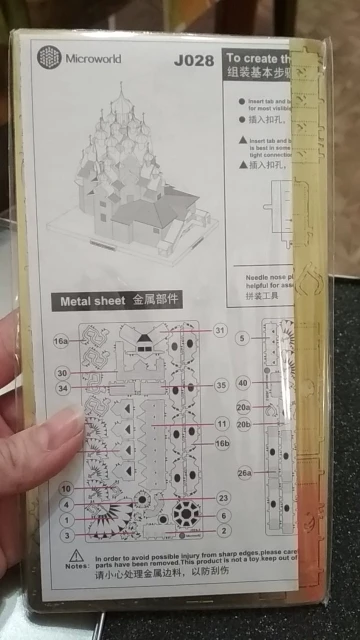 Microworld
J028
To create th
组装基本步骤
Insert tab and b
for most visible
插入扣孔,
Insert tab and b
is best in some
tight connection
插入扣孔,
Needle nose pl
helpful for ass
拼装工具
Metal sheet 金属部件
16a
31
5
30
34
35
40
11
20a
16b
20b
26a
10
4
23
1
6
3
2
Notes:
In order to avoid possible injury from sharp edges,please care
parts have been removed.This product is not a toy.keep out of
请小心处理金属边料，以防刮伤